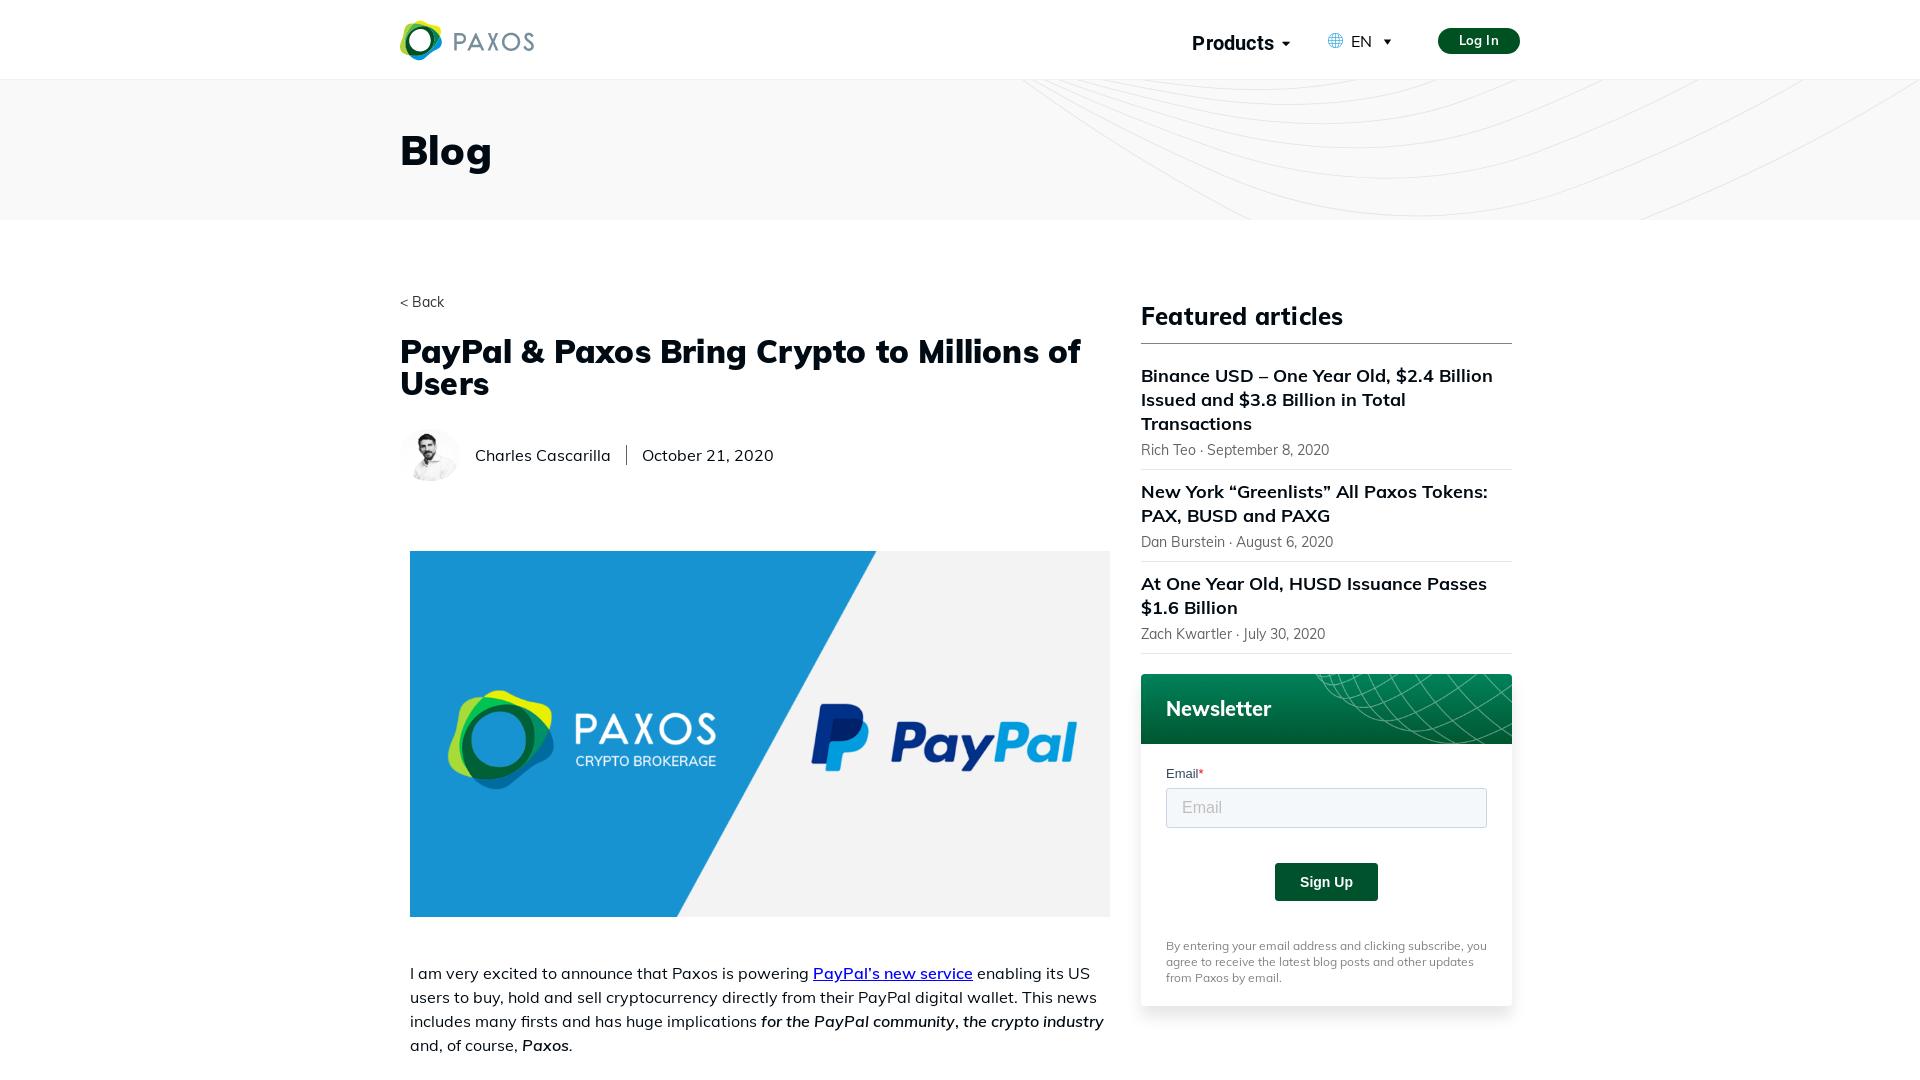 PAXOS
Products
EN
Log In
Blog
< Back
PayPal & Paxos Bring Crypto to Millions of
Users
Charles Cascarilla
October 21, 2020
PAXOS
CRYPTO BROKERAGE
PayPal
I am very excited to announce that Paxos is powering PayPal’s new service enabling its US
users to buy, hold and sell cryptocurrency directly from their PayPal digital wallet. This news
includes many firsts and has huge implications for the PayPal community, the crypto industry
and, of course, Paxos.
Featured articles
Binance USD – One Year Old, $2.4 Billion
Issued and $3.8 Billion in Total
Transactions
Rich Teo · September 8, 2020
New York “Greenlists” All Paxos Tokens:
PAX, BUSD and PAXG
Dan Burstein · August 6, 2020
At One Year Old, HUSD Issuance Passes
$1.6 Billion
Zach Kwartler · July 30, 2020
Newsletter
Email*
Email
Sign Up
By entering your email address and clicking subscribe, you
agree to receive the latest blog posts and other updates
from Paxos by email.